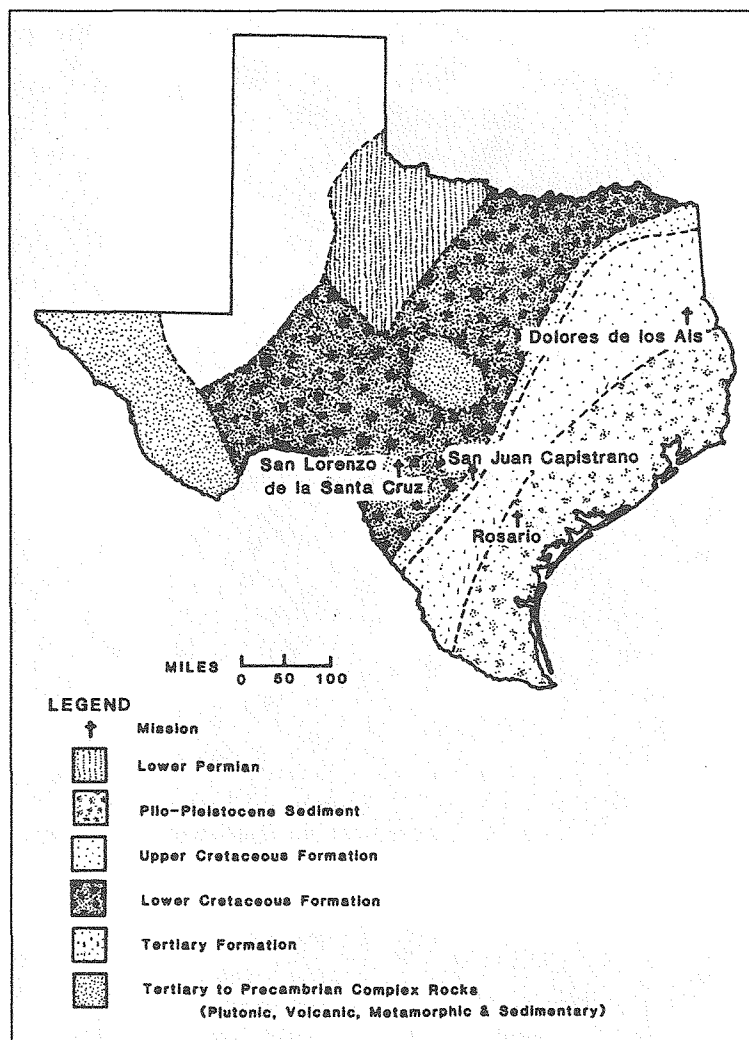 Dolores de los Ais
San Lorenzo
de la Santa Cruz
San Juan Capistrano
Rosario
MILES 0 50 100
LEGEND
Mission
Lower Permian
Plio-Pleistocene Sediment
Upper Cretaceous Formation
Lower Cretaceous Formation
Tertiary Formation
Tertiary to Precambrian Complex Rocks
(Plutonic, Volcanic, Metamorphic & Sedimentary)